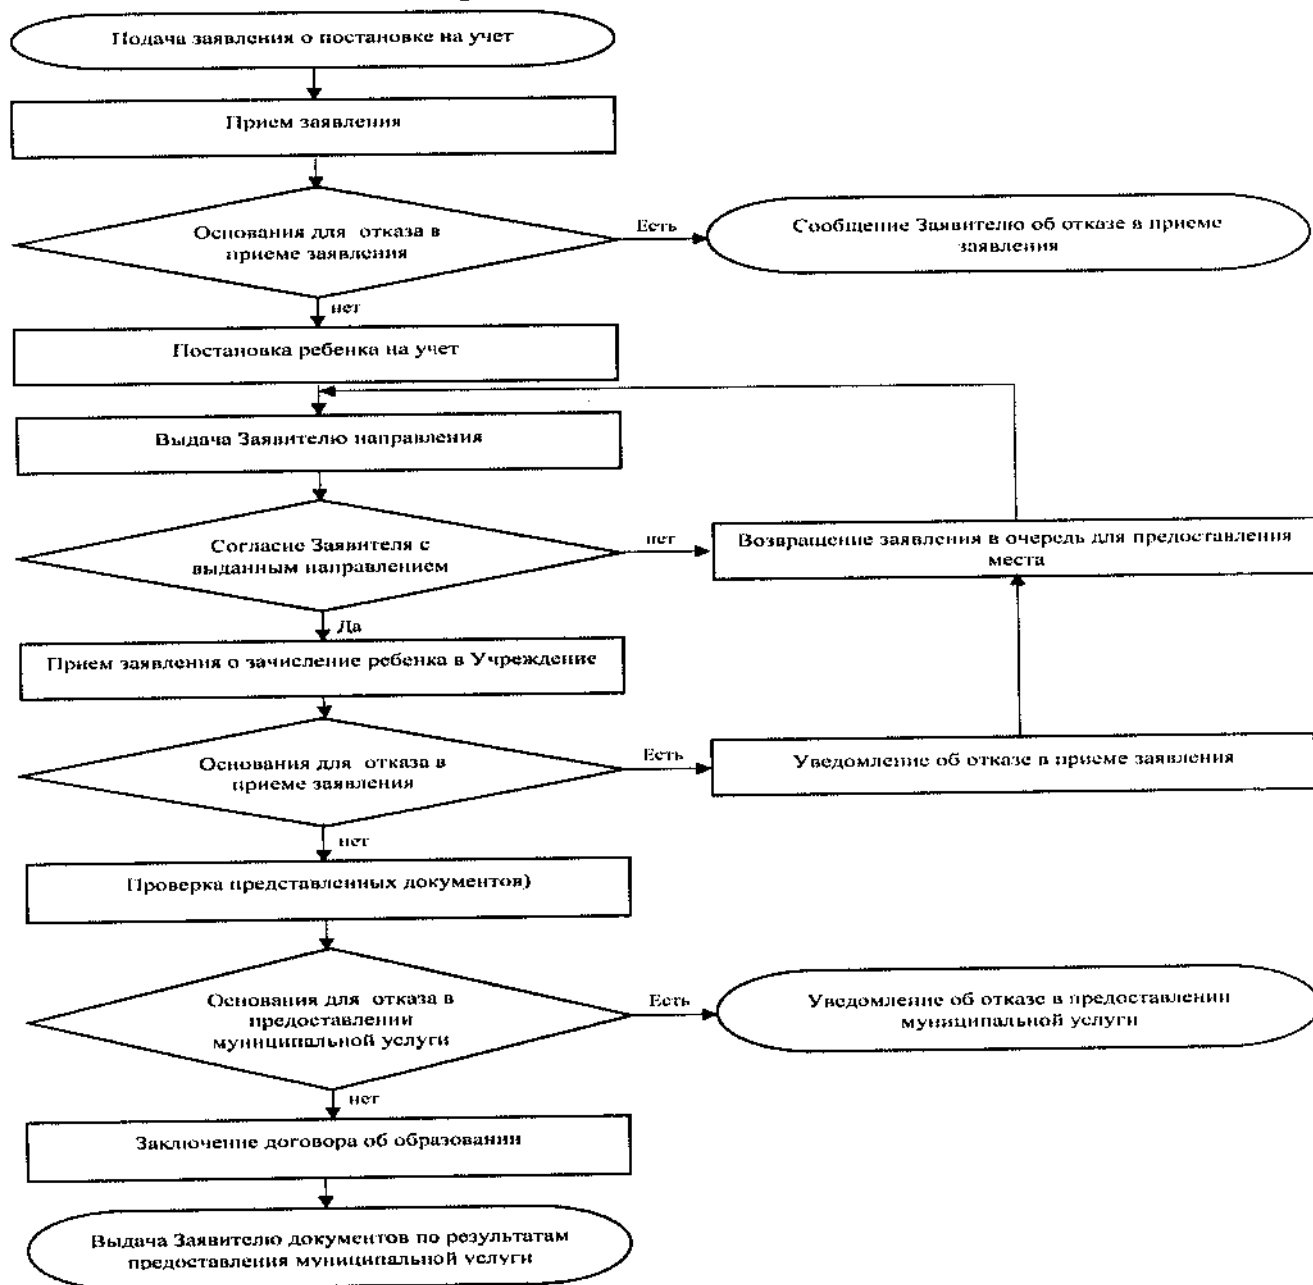 Подача заявления о постановке на учет
Прием заявления
Основания для отказа в
приеме заявления
Есть
Сообщение Заявителю об отказе в приеме
заявления
нет
Постановка ребенка на учет
Выдача Заявителю направления
Согласие Заявителя с
выданным направлением
нет
Возвращение заявления в очередь для предоставления
места
Да
Прием заявления о зачисление ребенка в Учреждение
Основания для отказа в
приеме заявления
Есть
Уведомление об отказе в приеме заявления
нет
Проверка представленных документов)
Основания для отказа в
предоставлении
муниципальной услуги
Есть
Уведомление об отказе в предоставлении
муниципальной услуги
нет
Заключение договора об образовании
Выдача Заявителю документов по результатам
предоставления муниципальной услуги